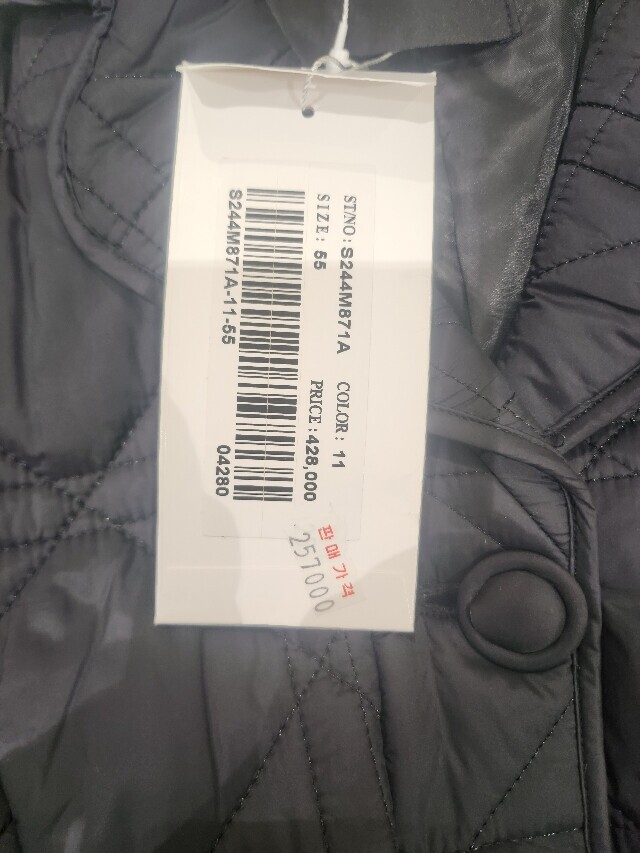 ST/NO: S244M871A COLOR: 11
SIZE: 55 PRICE: 428,000
04280
S244M871A-11-55
판매가격
257000